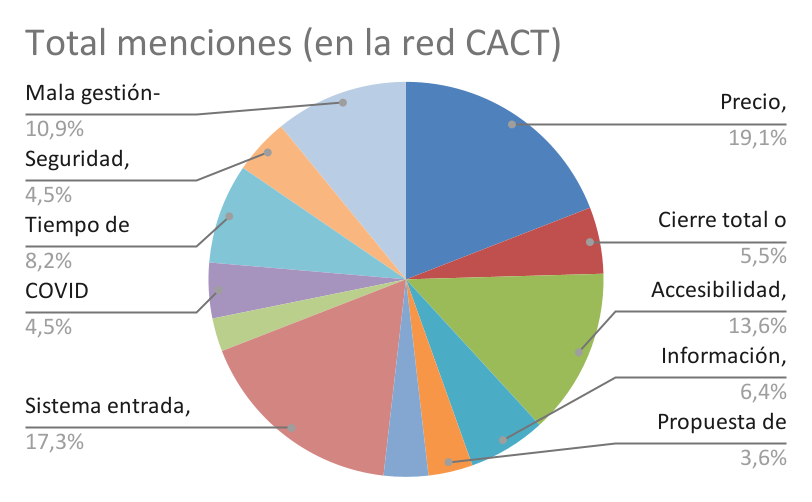 Total menciones (en la red CACT)
Mala gestión-
10,9%
Seguridad,
4,5%
Tiempo de
8,2%
COVID
4,5%
Sistema entrada,
17,3%
Precio,
19,1%
Cierre total o
5,5%
Accesibilidad,
13,6%
Información,
6,4%
Propuesta de
3,6%